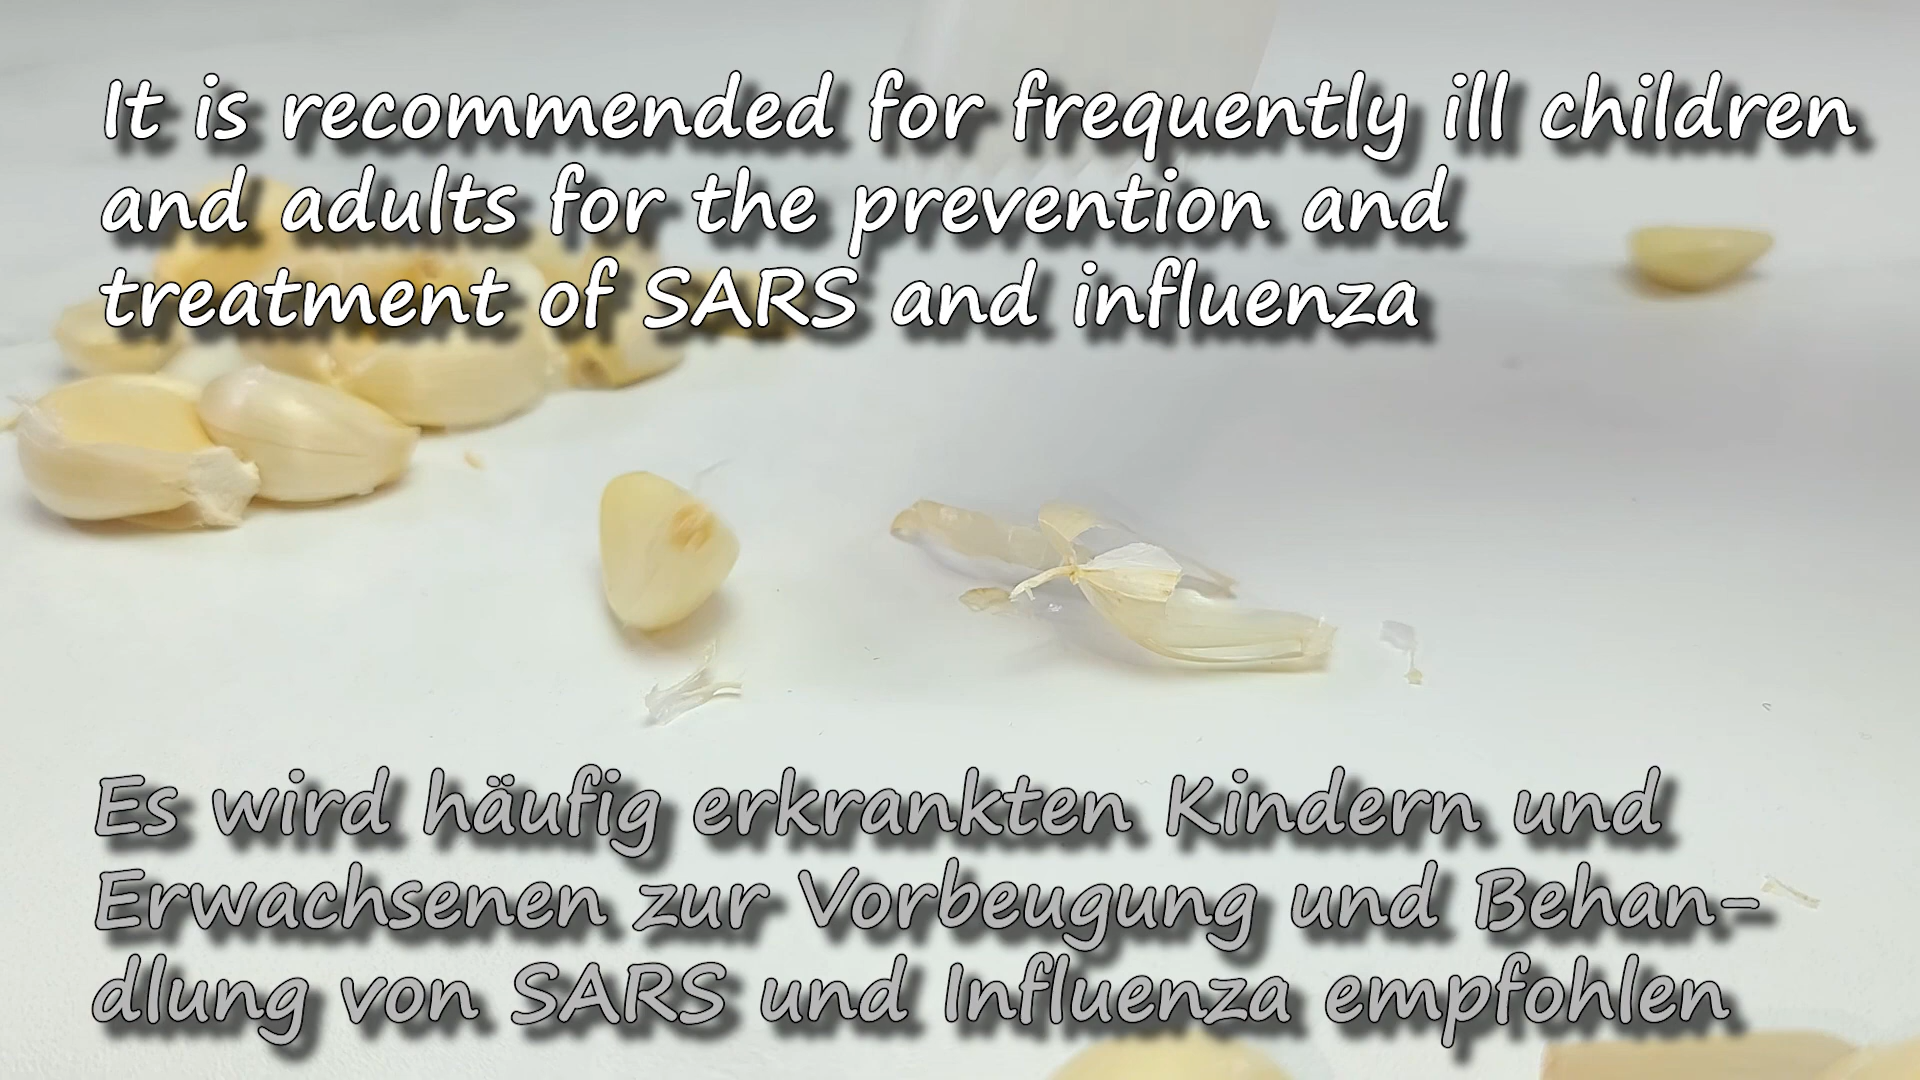 It is recommended for frequently ill children
and adults for the prevention and
treatment of SARS and influenza
Es wird häufig erkrankten Kindern und
Erwachsenen zur Vorbeugung und Behan-
dlung von SARS und Influenza empfohlen